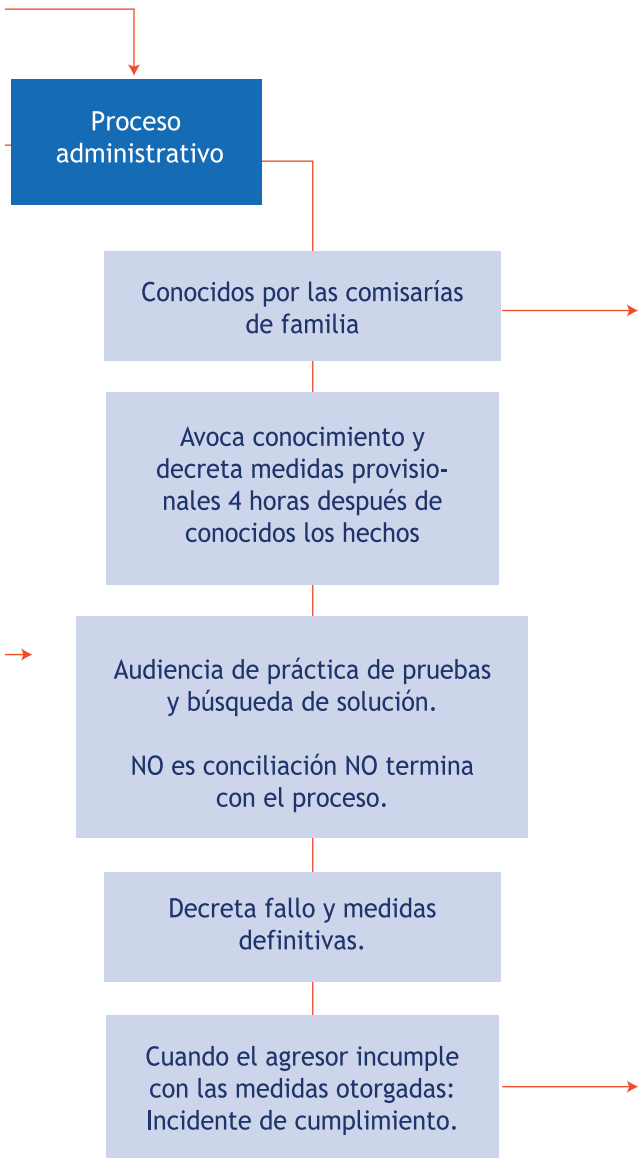 Proceso
administrativo
Conocidos por las comisarías
de familia
Avoca conocimiento y
decreta medidas provisio-
nales 4 horas después de
conocidos los hechos
Audiencia de práctica de pruebas
y búsqueda de solución.
NO es conciliación NO termina
con el proceso.
Decreta fallo y medidas
definitivas.
Cuando el agresor incumple
con las medidas otorgadas:
Incidente de cumplimiento.